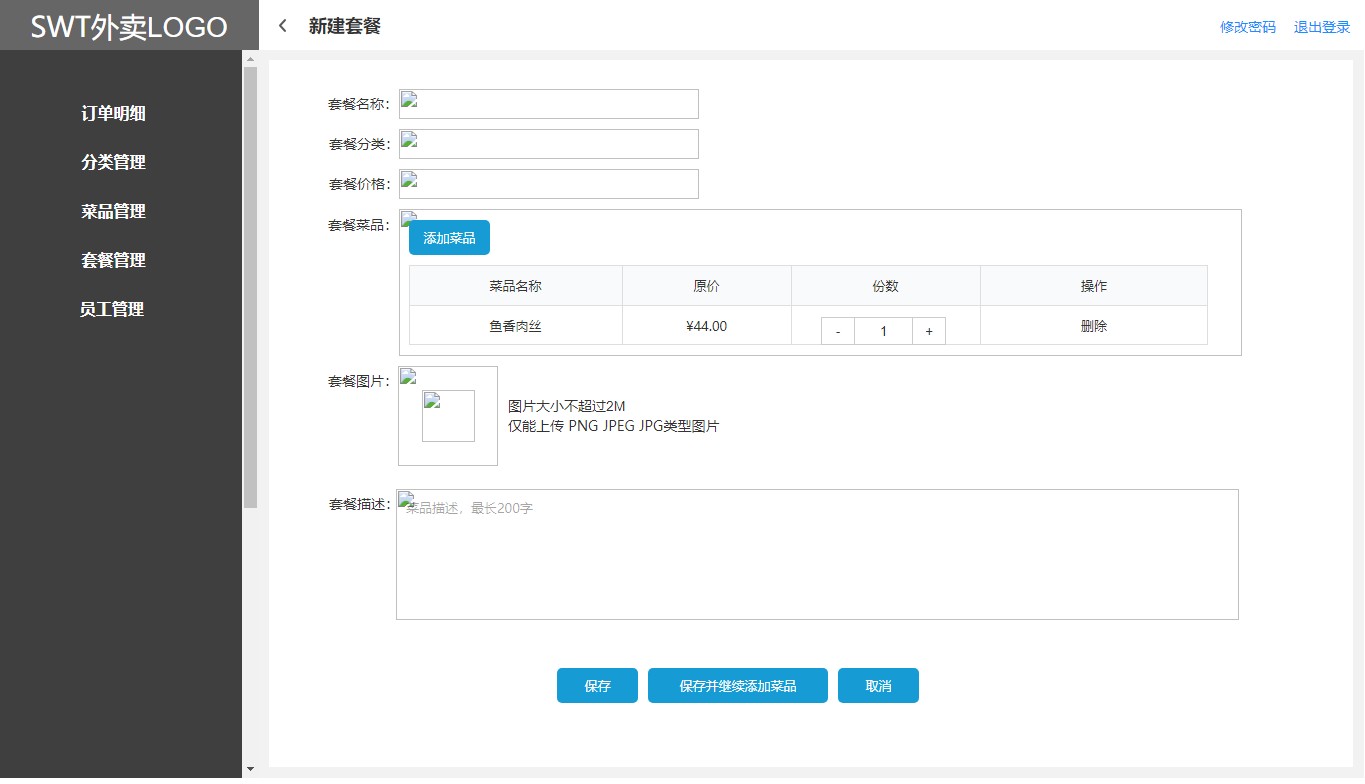 SWT外卖LOGO
新建套餐
修改密码 退出登录
订单明细
分类管理
菜品管理
套餐管理
员工管理
套餐名称：
套餐分类：
套餐价格：
套餐菜品：
添加菜品
菜品名称 原价 份数 操作
鱼香肉丝 ¥44.00 - 1 + 删除
套餐图片：
图片大小不超过2M
仅能上传 PNG JPEG JPG类型图片
套餐描述：
菜品描述，最长200字
保存 保存并继续添加菜品 取消